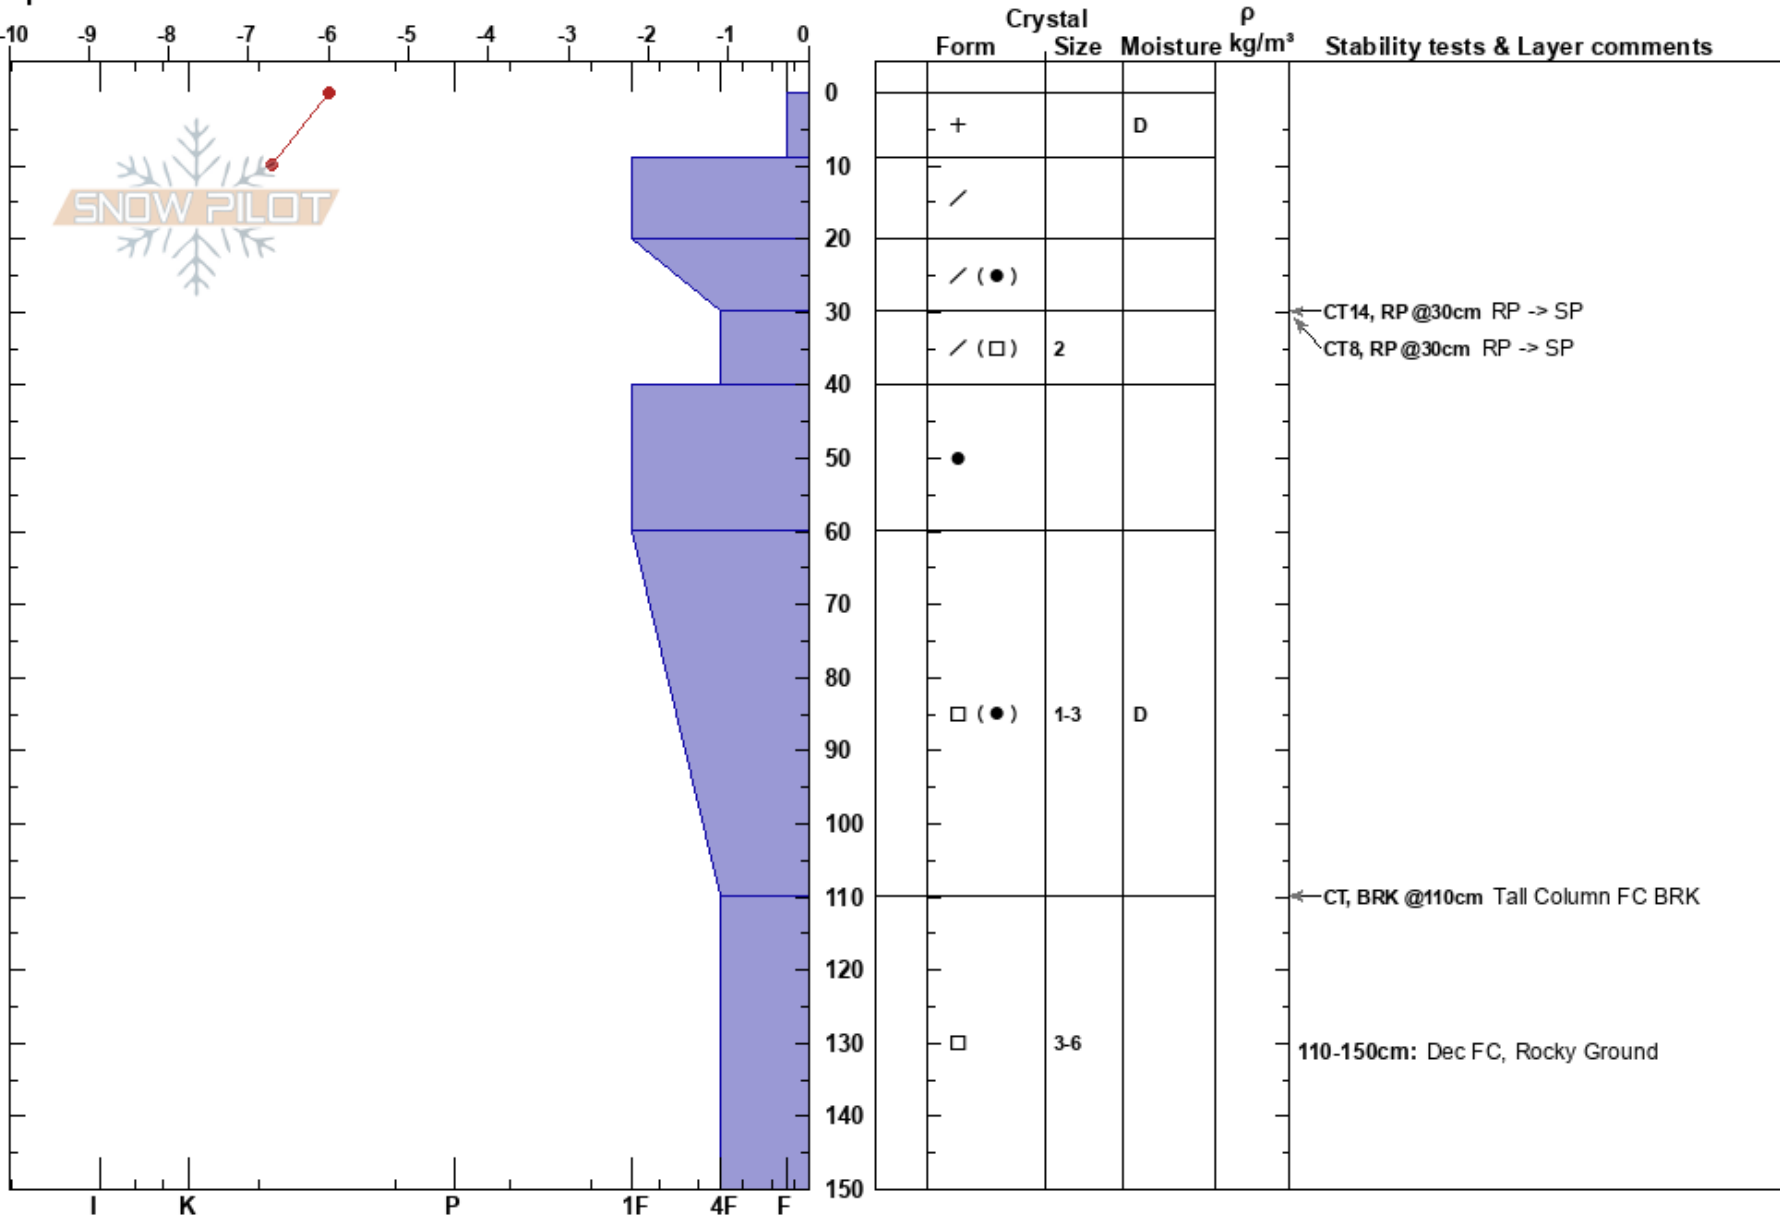 -10 -9 -8 -7 -6 -5 -4 -3 -2 -1 0
Crystal ρ
Form Size Moisture kg/m³ Stability tests & Layer comments
0
+ D
10
SNOW PILOT
/
20
/ (●)
30 CT14, RP @30cm RP -> SP
/ (□) 2 CT8, RP @30cm RP -> SP
40
50 ●
60
70
80
□ (●) 1-3 D
90
100
110 CT, BRK @110cm Tall Column FC BRK
120
130 □ 3-6 110-150cm: Dec FC, Rocky Ground
140
150
I K P 1F 4F F